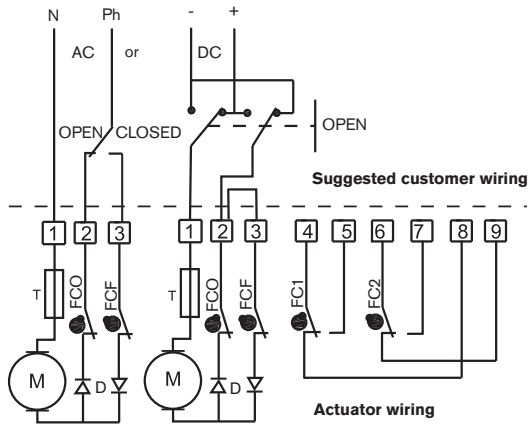 N Ph - +
AC or DC
OPEN CLOSED
OPEN
Suggested customer wiring
1 2 3 1 2 3 4 5 6 7 8 9
T FCO FCF T FCO FCF FC1 FC2
M D M D
Actuator wiring